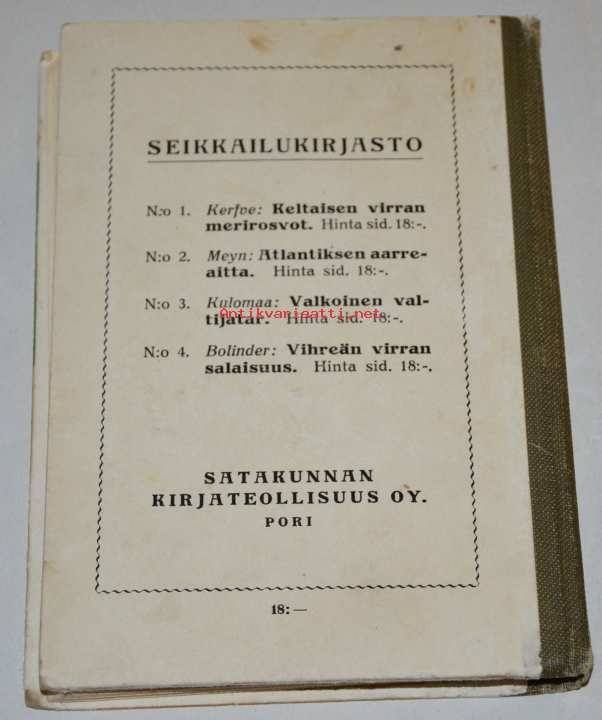 SEIKKAILUKIRJASTO
N:o 1. Kerfve: Keltaisen virran
merirosvot. Hinta sid. 18:-.
N:o 2. Meyn: Atlantiksen aarre-
aitta. Hinta sid. 18:-.
N:o 3. Kulomaa: Valkoinen val-
tijatar. Hinta sid. 18:-.
Antikvariaatti.net
N:o 4. Bolinder: Vihreän virran
salaisuus. Hinta sid. 18:-.
SATAKUNNAN
KIRJATEOLLISUUS OY.
PORI
18:—